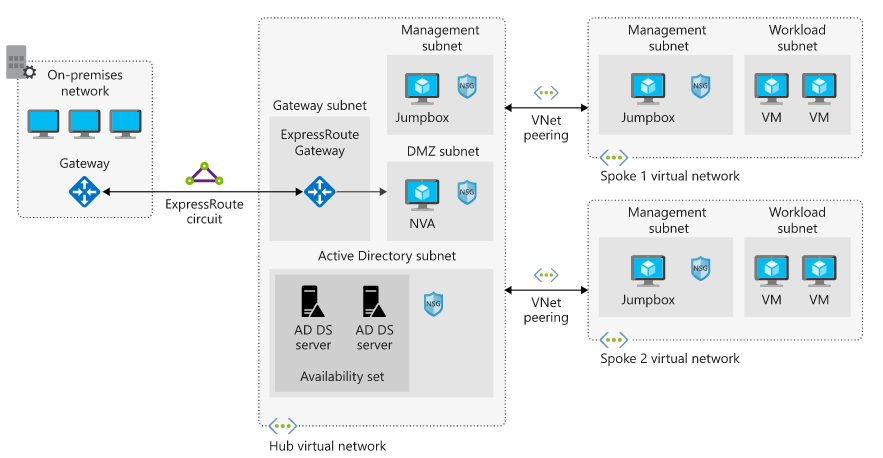 On-premises
network
Gateway
ExpressRoute
circuit
Gateway subnet
ExpressRoute
Gateway
Management
subnet
NSG
Jumpbox
DMZ subnet
NSG
NVA
Active Directory subnet
NSG
AD DS
server
AD DS
server
Availability set
Hub virtual network
VNet
peering
VNet
peering
Management
subnet
NSG
Jumpbox
Workload
subnet
VM
VM
Spoke 1 virtual network
Management
subnet
NSG
Jumpbox
Workload
subnet
VM
VM
Spoke 2 virtual network